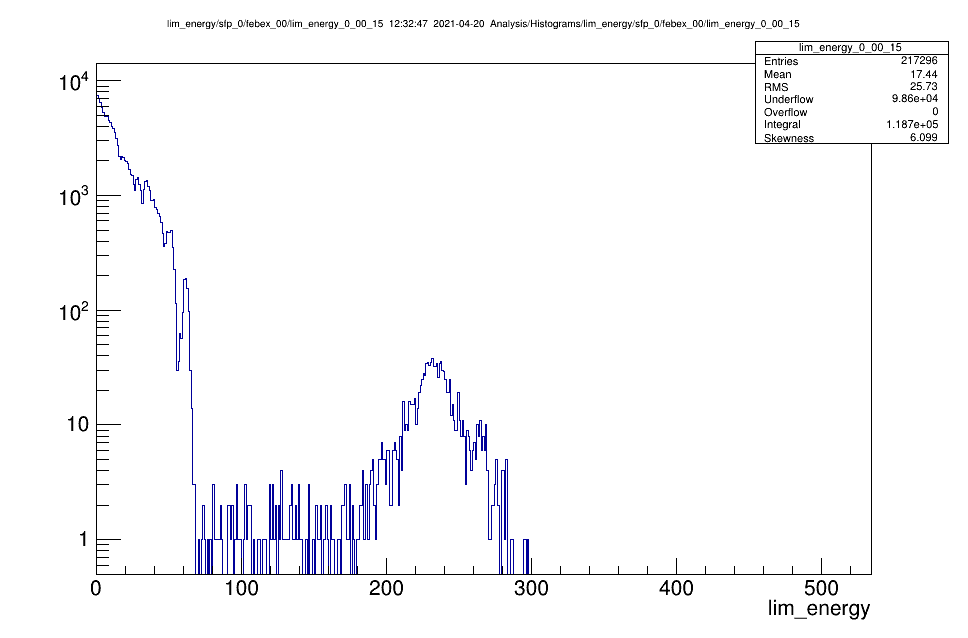 lim_energy/sfp_0/febex_00/lim_energy_0_00_15 12:32:47 2021-04-20 Analysis/Histograms/lim_energy/sfp_0/febex_00/lim_energy_0_00_15
lim_energy_0_00_15
Entries 217296
Mean 17.44
RMS 25.73
Underflow 9.86e+04
Overflow 0
Integral 1.187e+05
Skewness 6.099
10^4
10^3
10^2
10
1
0 100 200 300 400 500
lim_energy